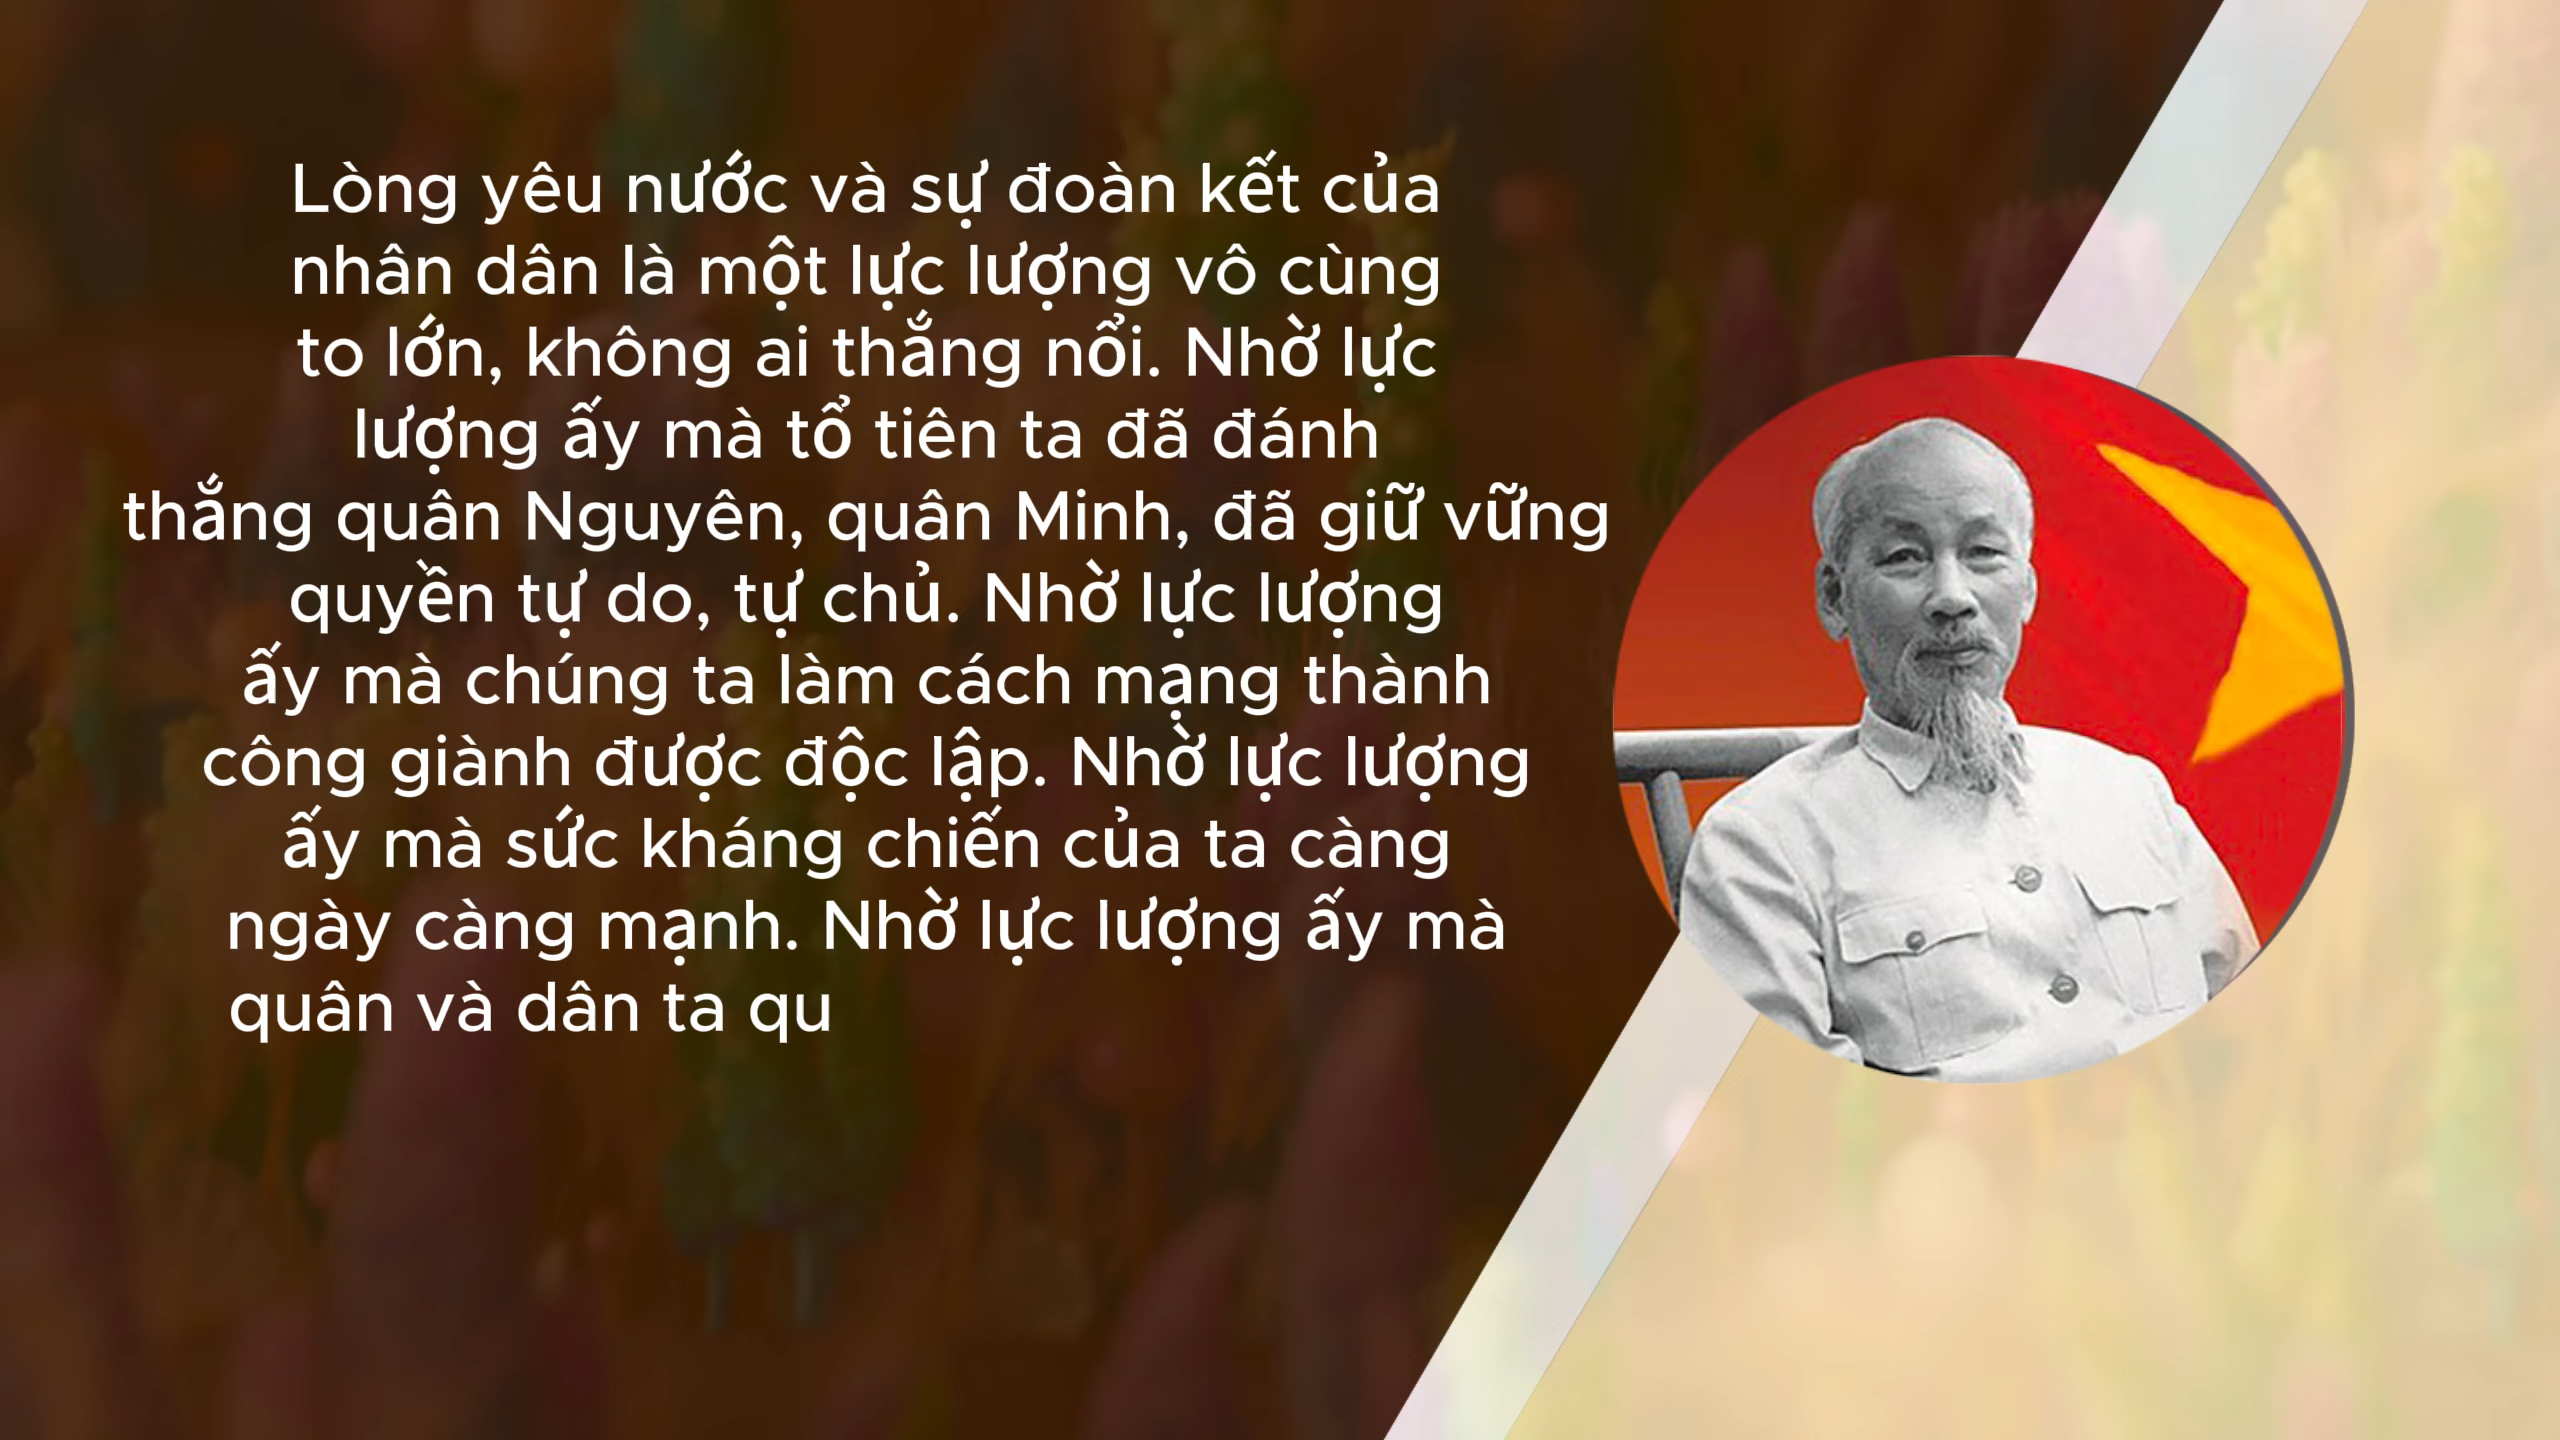 Lòng yêu nước và sự đoàn kết của
nhân dân là một lực lượng vô cùng
to lớn, không ai thắng nổi. Nhờ lực
lượng ấy mà tổ tiên ta đã đánh
thắng quân Nguyên, quân Minh, đã giữ vững
quyền tự do, tự chủ. Nhờ lực lượng
ấy mà chúng ta làm cách mạng thành
công giành được độc lập. Nhờ lực lượng
ấy mà sức kháng chiến của ta càng
ngày càng mạnh. Nhờ lực lượng ấy mà
quân và dân ta qu